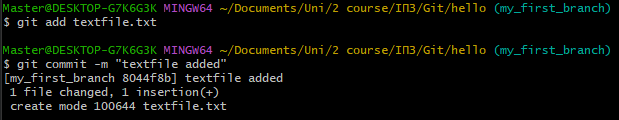 Master@DESKTOP-G7K6G3K MINGW64 ~/Documents/Uni/2 course/ІПЗ/Git/hello (my_first_branch)
$ git add textfile.txt
Master@DESKTOP-G7K6G3K MINGW64 ~/Documents/Uni/2 course/ІПЗ/Git/hello (my_first_branch)
$ git commit -m "textfile added"
[my_first_branch 8044f8b] textfile added
 1 file changed, 1 insertion(+)
 create mode 100644 textfile.txt